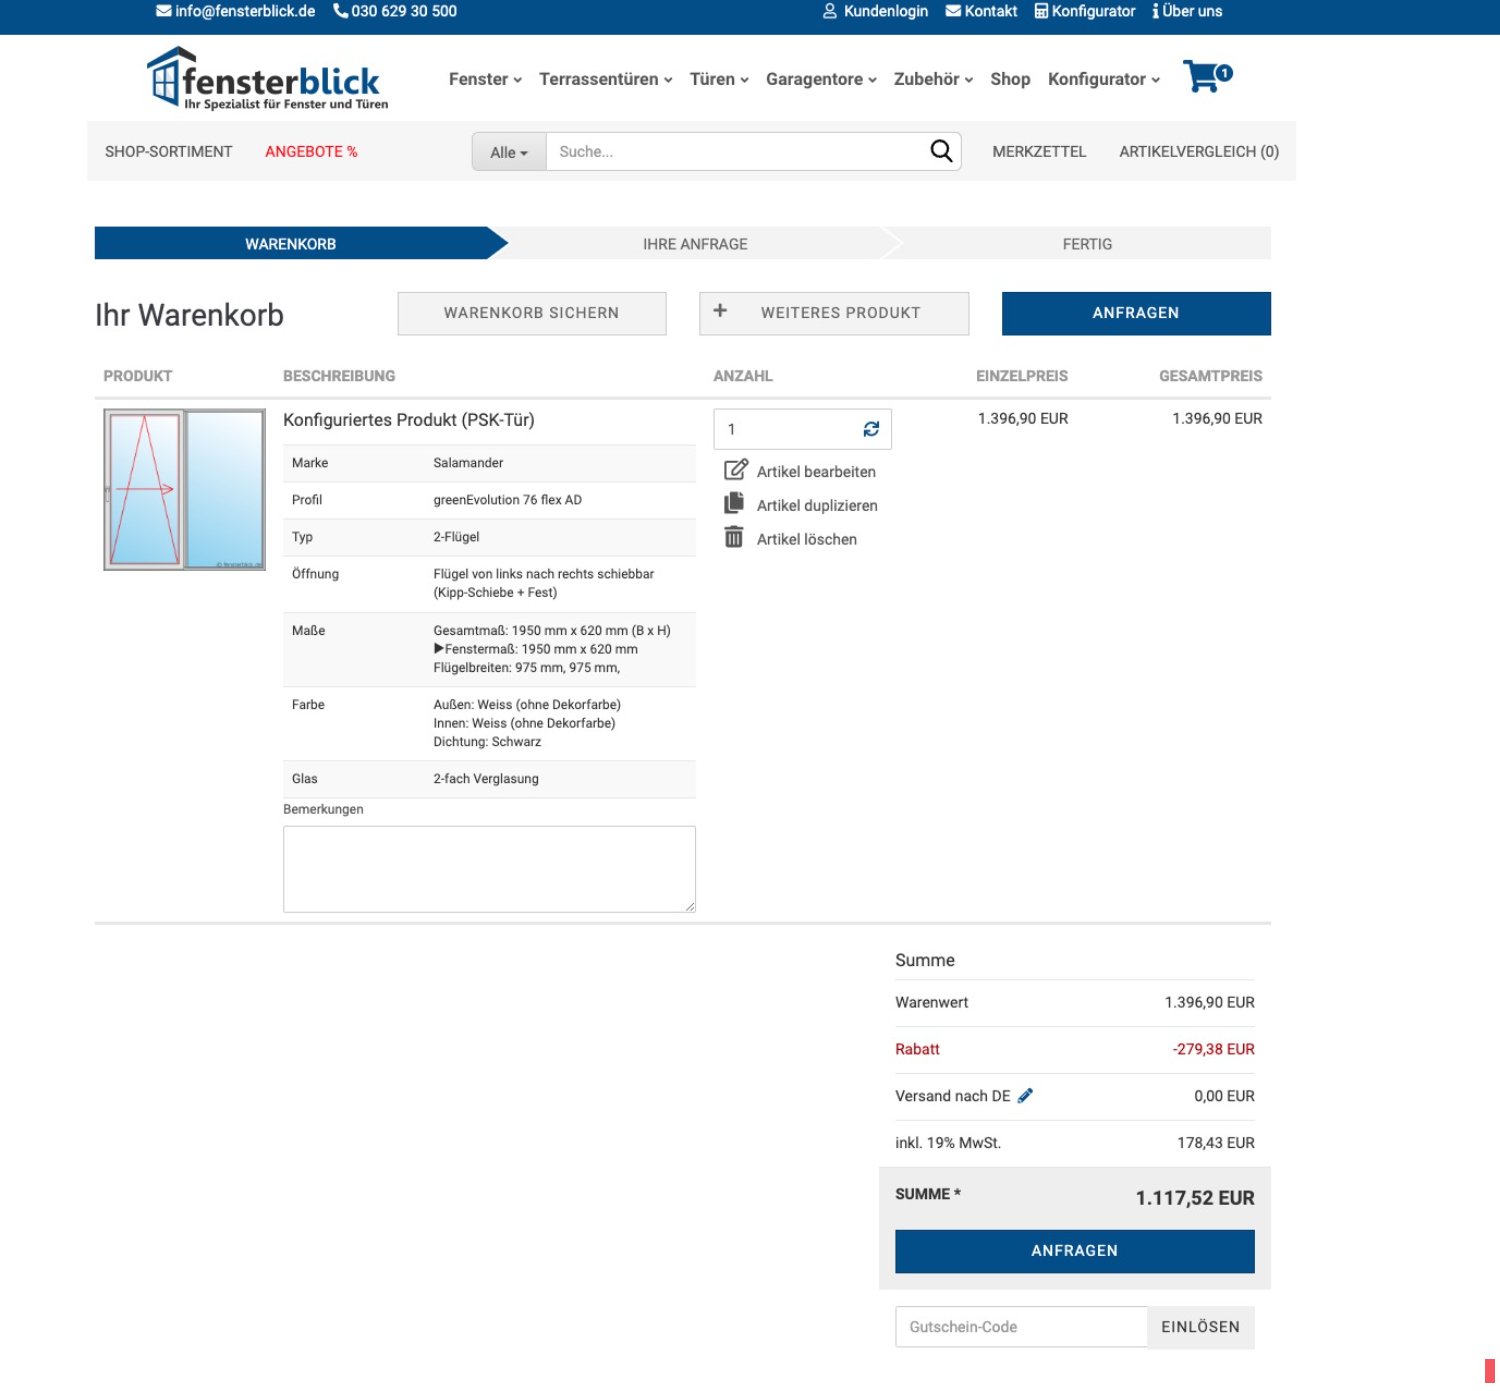 info@fensterblick.de 030 629 30 500 Kundenlogin Kontakt Konfigurator Über uns
fensterblick
Ihr Spezialist für Fenster und Türen
Fenster Terrassentüren Türen Garagentore Zubehör Shop Konfigurator 1
SHOP-SORTIMENT ANGEBOTE % Alle Suche... MERKZETTEL ARTIKELVERGLEICH (0)
WARENKORB IHRE ANFRAGE FERTIG
Ihr Warenkorb WARENKORB SICHERN + WEITERES PRODUKT ANFRAGEN
PRODUKT BESCHREIBUNG ANZAHL EINZELPREIS GESAMTPREIS
Konfiguriertes Produkt (PSK-Tür) 1 1.396,90 EUR 1.396,90 EUR
Marke Salamander
Artikel bearbeiten
Profil greenEvolution 76 flex AD
Artikel duplizieren
Typ 2-Flügel
Artikel löschen
© fensterblick.de
Öffnung Flügel von links nach rechts schiebbar
(Kipp-Schiebe + Fest)
Maße Gesamtmaß: 1950 mm x 620 mm (B x H)
▶Fenstermaß: 1950 mm x 620 mm
Flügelbreiten: 975 mm, 975 mm,
Farbe Außen: Weiss (ohne Dekorfarbe)
Innen: Weiss (ohne Dekorfarbe)
Dichtung: Schwarz
Glas 2-fach Verglasung
Bemerkungen
Summe
Warenwert 1.396,90 EUR
Rabatt -279,38 EUR
Versand nach DE 0,00 EUR
inkl. 19% MwSt. 178,43 EUR
SUMME * 1.117,52 EUR
ANFRAGEN
Gutschein-Code EINLÖSEN